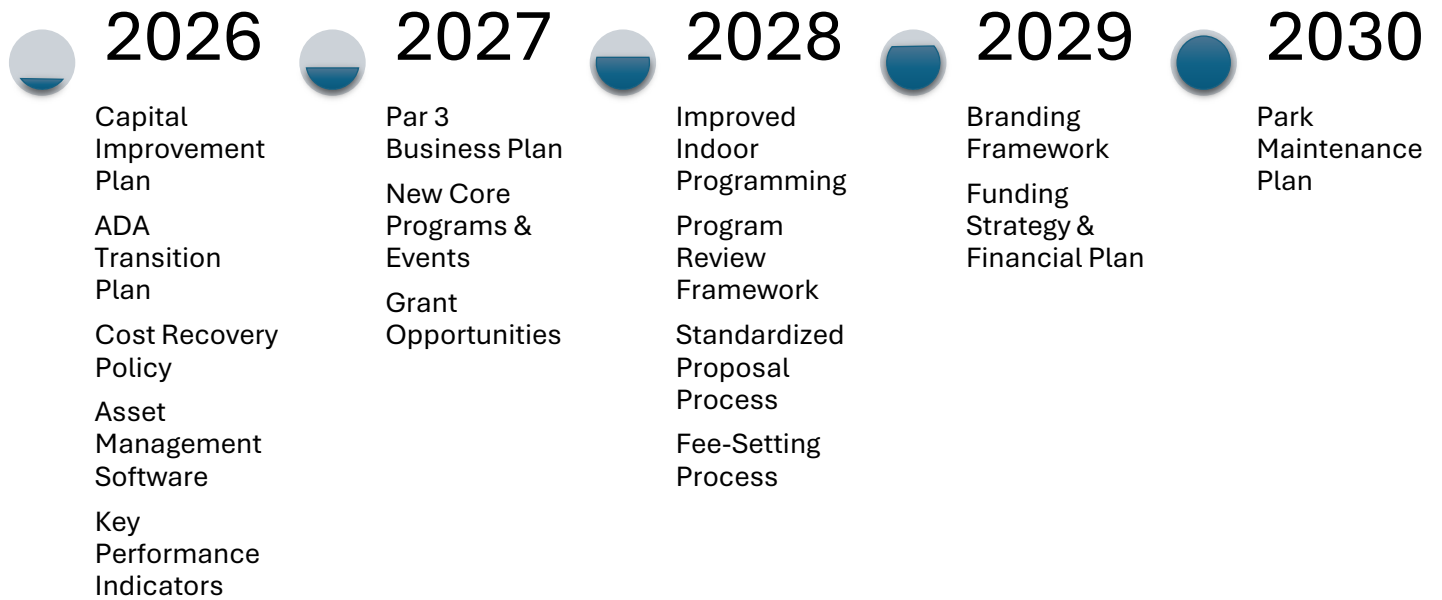 2026
Capital
Improvement
Plan
ADA
Transition
Plan
Cost Recovery
Policy
Asset
Management
Software
Key
Performance
Indicators
2027
Par 3
Business Plan
New Core
Programs &
Events
Grant
Opportunities
2028
Improved
Indoor
Programming
Program
Review
Framework
Standardized
Proposal
Process
Fee-Setting
Process
2029
Branding
Framework
Funding
Strategy &
Financial Plan
2030
Park
Maintenance
Plan